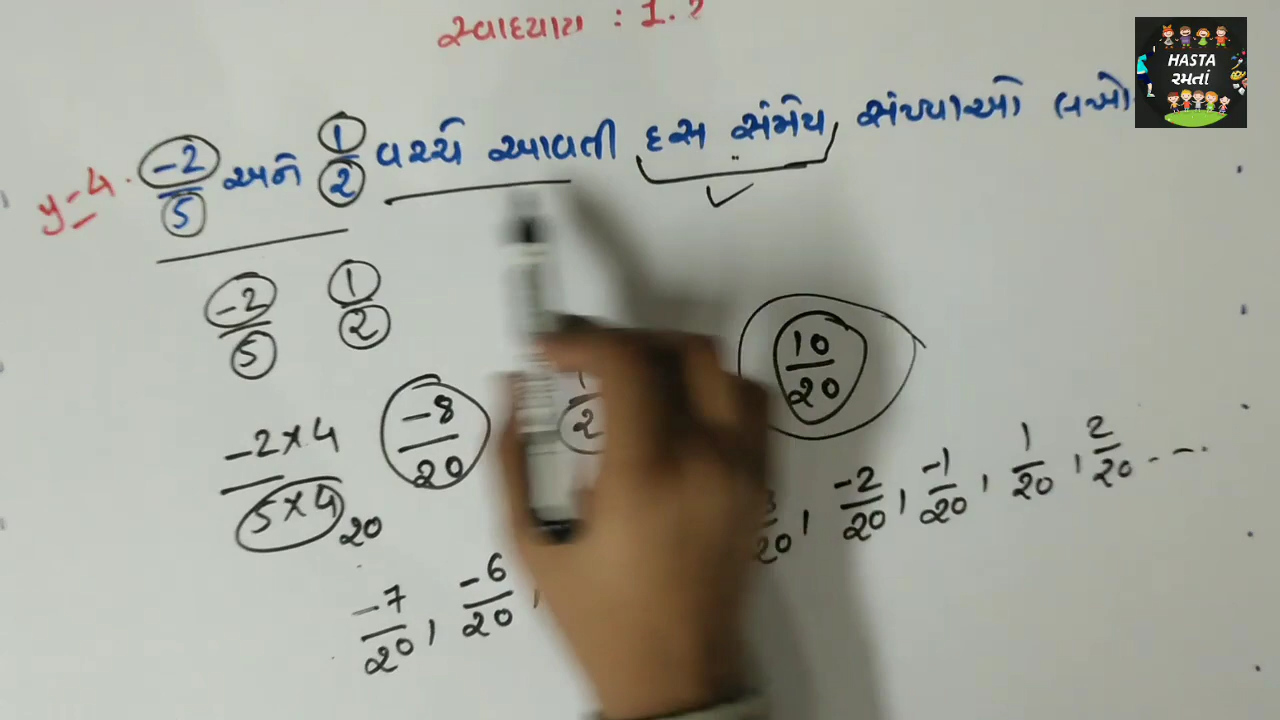 સ્વાધ્યાય : 1.2
પ્ર-4. -2/5 અને 1/2 વચ્ચે આવતી દસ સંમેય સંખ્યાઓ લખો
-2/5 1/2
-2×4/5×4 20 -8/20 10/20
-7/20, -6/20, 20, -2/20, -1/20, 1/20, 2/20 - - .
HASTA
રમતાં